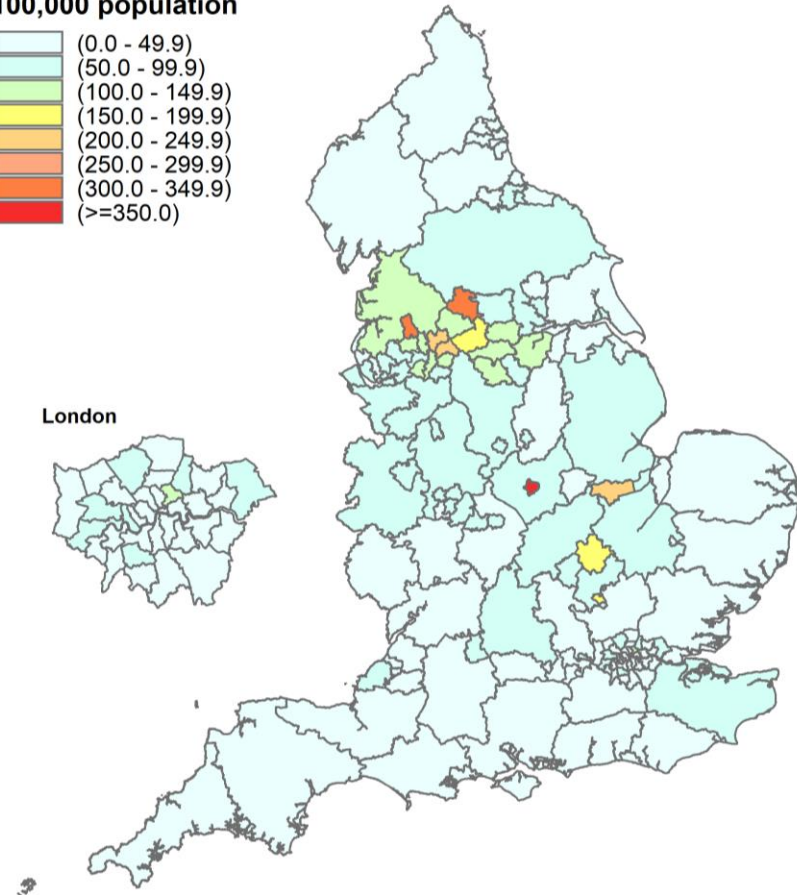 100,000 population
(0.0 - 49.9)
(50.0 - 99.9)
(100.0 - 149.9)
(150.0 - 199.9)
(200.0 - 249.9)
(250.0 - 299.9)
(300.0 - 349.9)
(>=350.0)
London